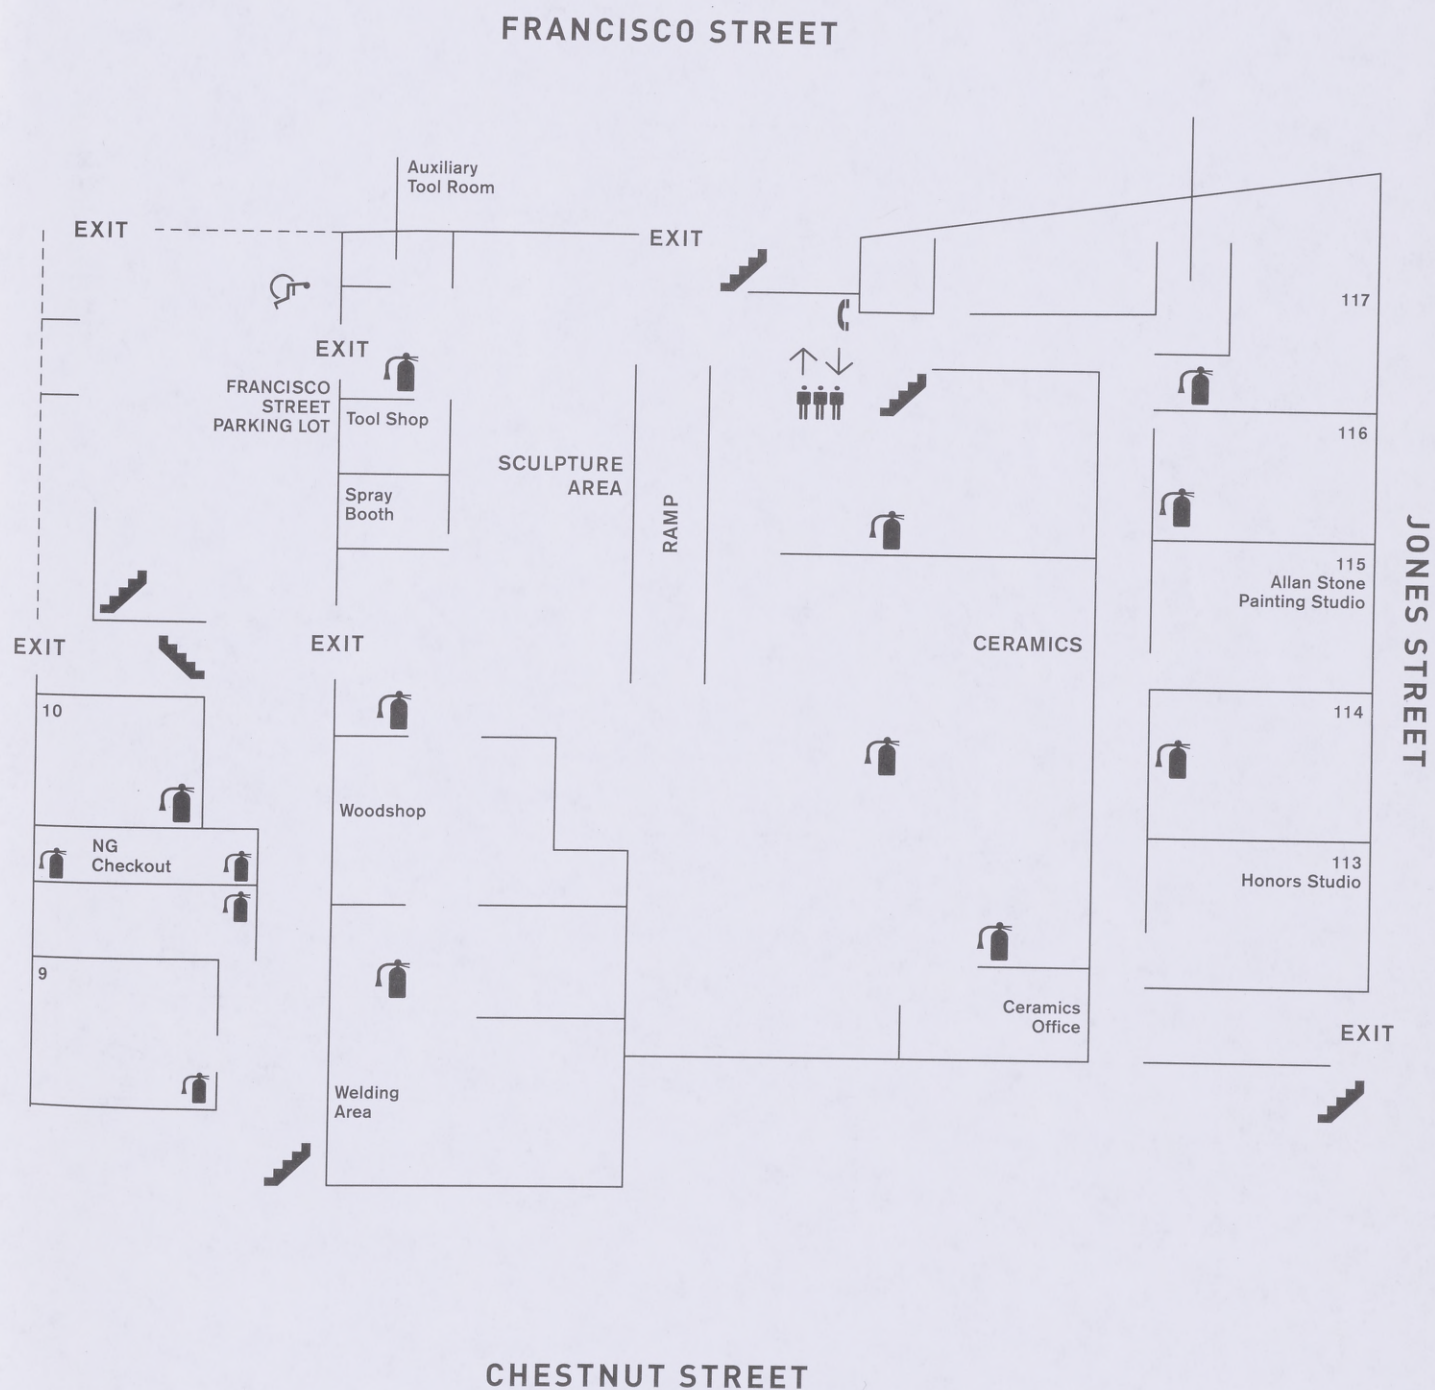 FRANCISCO STREET
Auxiliary
Tool Room
EXIT
EXIT
117
EXIT
FRANCISCO
STREET
PARKING LOT
Tool Shop
116
SCULPTURE
AREA
Spray
Booth
RAMP
JONES STREET
115
Allan Stone
Painting Studio
EXIT
EXIT
CERAMICS
10
114
Woodshop
NG
Checkout
113
Honors Studio
9
Ceramics
Office
EXIT
Welding
Area
CHESTNUT STREET